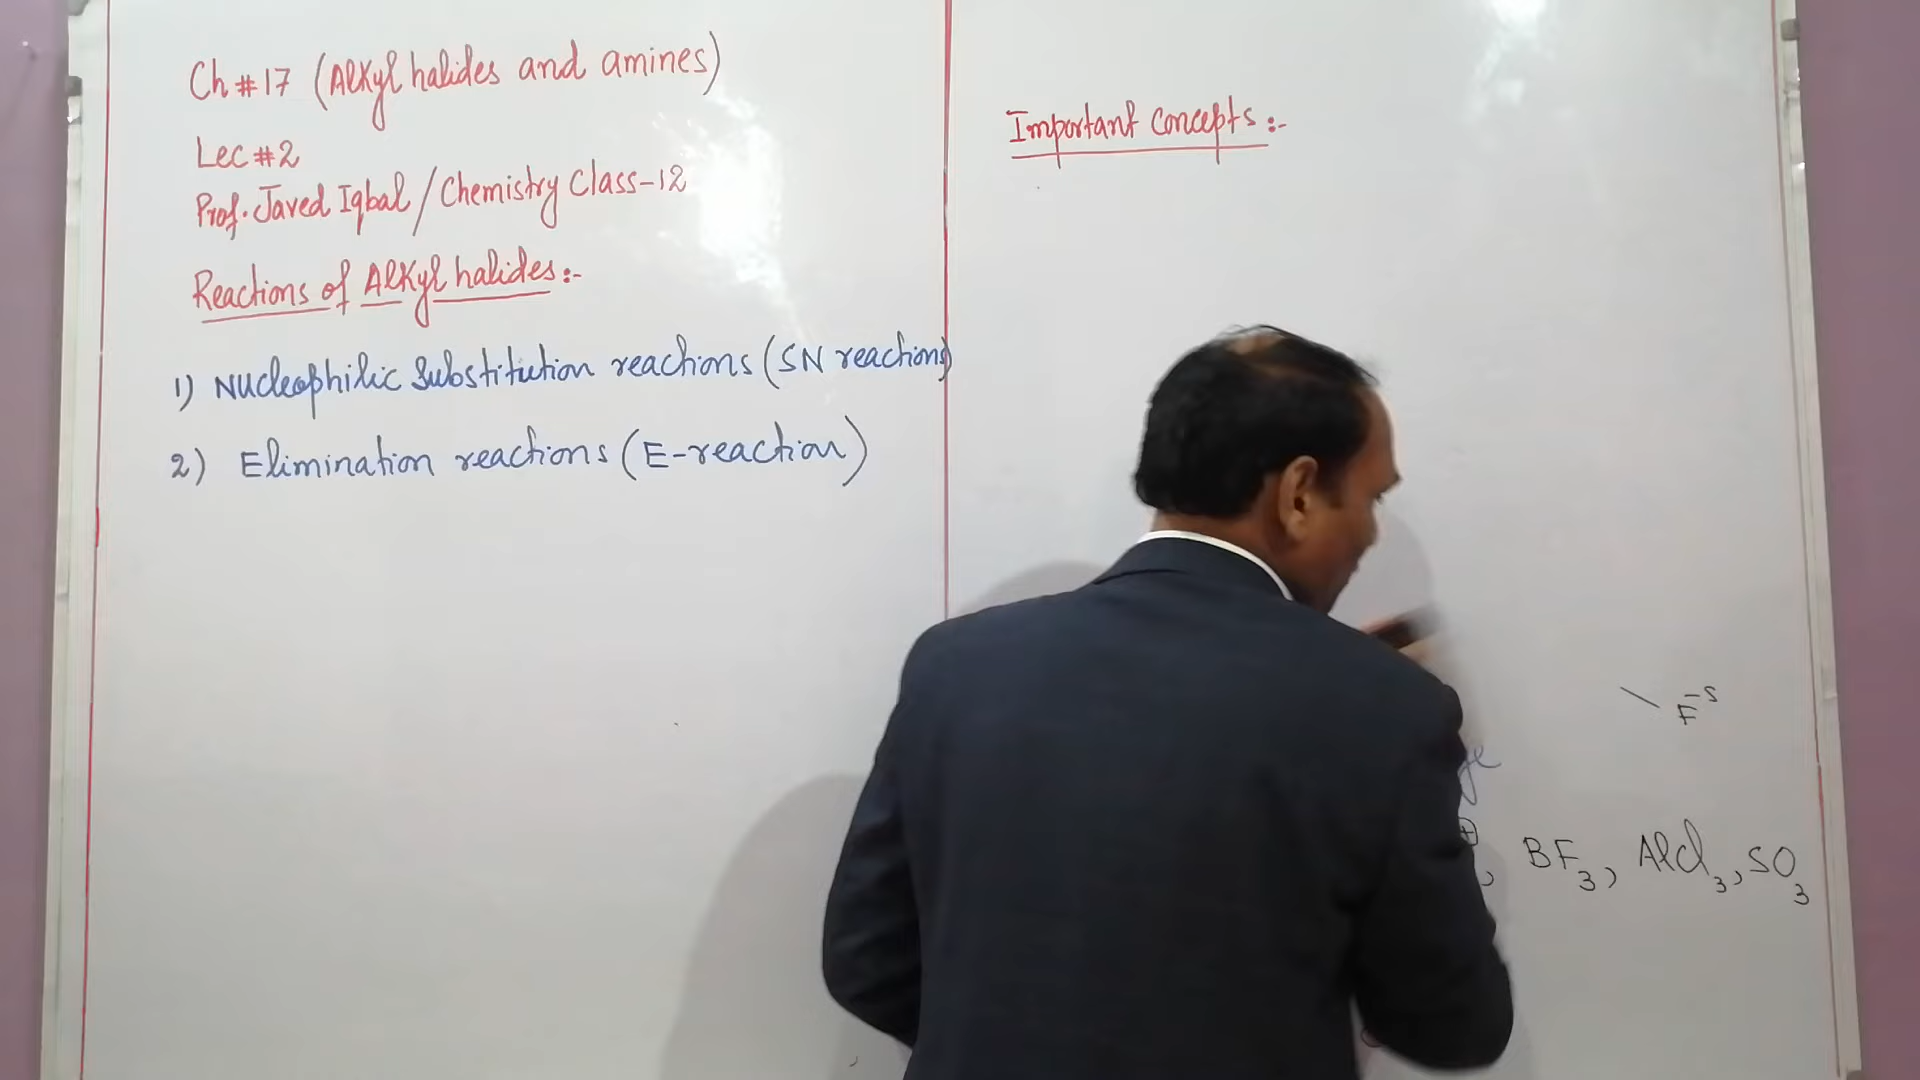 Ch # 17 (Alkyl halides and amines)
Lec # 2
Prof. Javed Iqbal / Chemistry Class-12
Reactions of Alkyl halides:-
1) Nucleophilic Substitution reactions (SN reactions)
2) Elimination reactions (E-reaction)
Important Concepts:-
F
BF3, AlCl3, SO3